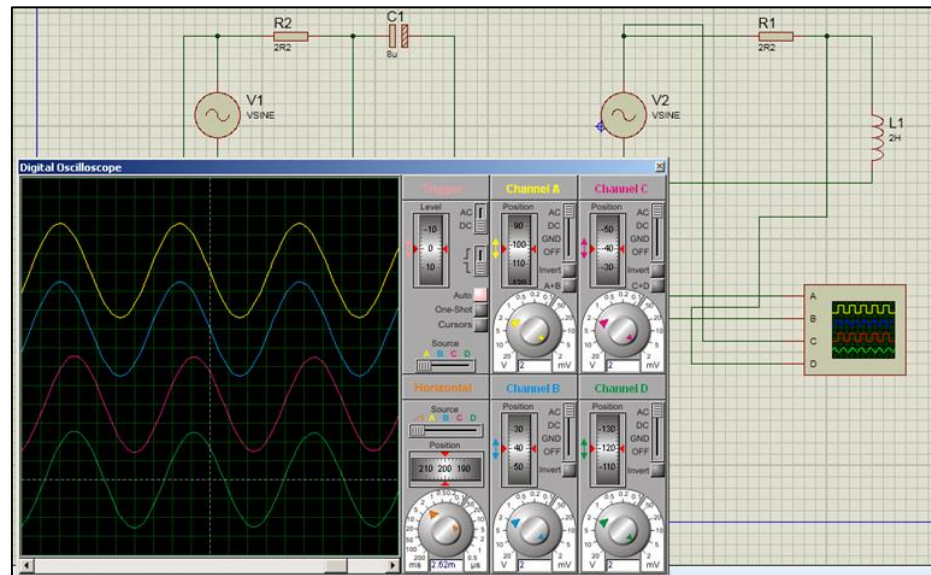 R2
2R2
C1
8u
V1
VSINE
R1
2R2
V2
VSINE
L1
2H
A
B
C
D
Digital Oscilloscope
Trigger
Level
-10
0
10
AC
DC
Auto
One-Shot
Cursors
Source
A B C D
Channel A
Position
90
100
110
120
AC
DC
GND
OFF
Invert
A+B
V 2 mV
Channel C
Position
-50
-40
-30
AC
DC
GND
OFF
Invert
C+D
V 2 mV
Horizontal
Source
A B C D
Position
210 200 190
ms 2.62m µs
Channel B
Position
30
40
50
AC
DC
GND
OFF
Invert
V 2 mV
Channel D
Position
-130
-120
-110
AC
DC
GND
OFF
Invert
V 2 mV